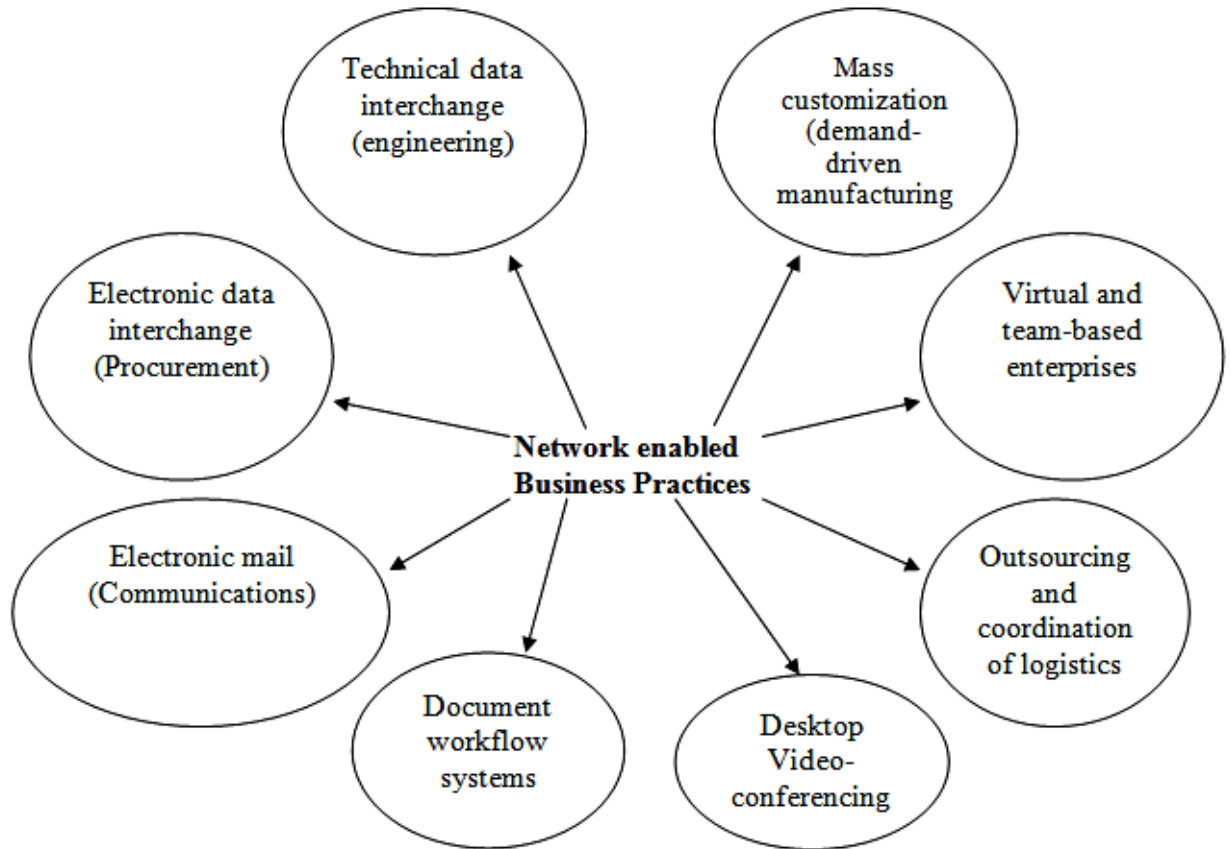 Technical data
interchange
(engineering)
Mass
customization
(demand-
driven
manufacturing
Electronic data
interchange
(Procurement)
Virtual and
team-based
enterprises
Network enabled
Business Practices
Electronic mail
(Communications)
Outsourcing
and
coordination
of logistics
Document
workflow
systems
Desktop
Video-
conferencing